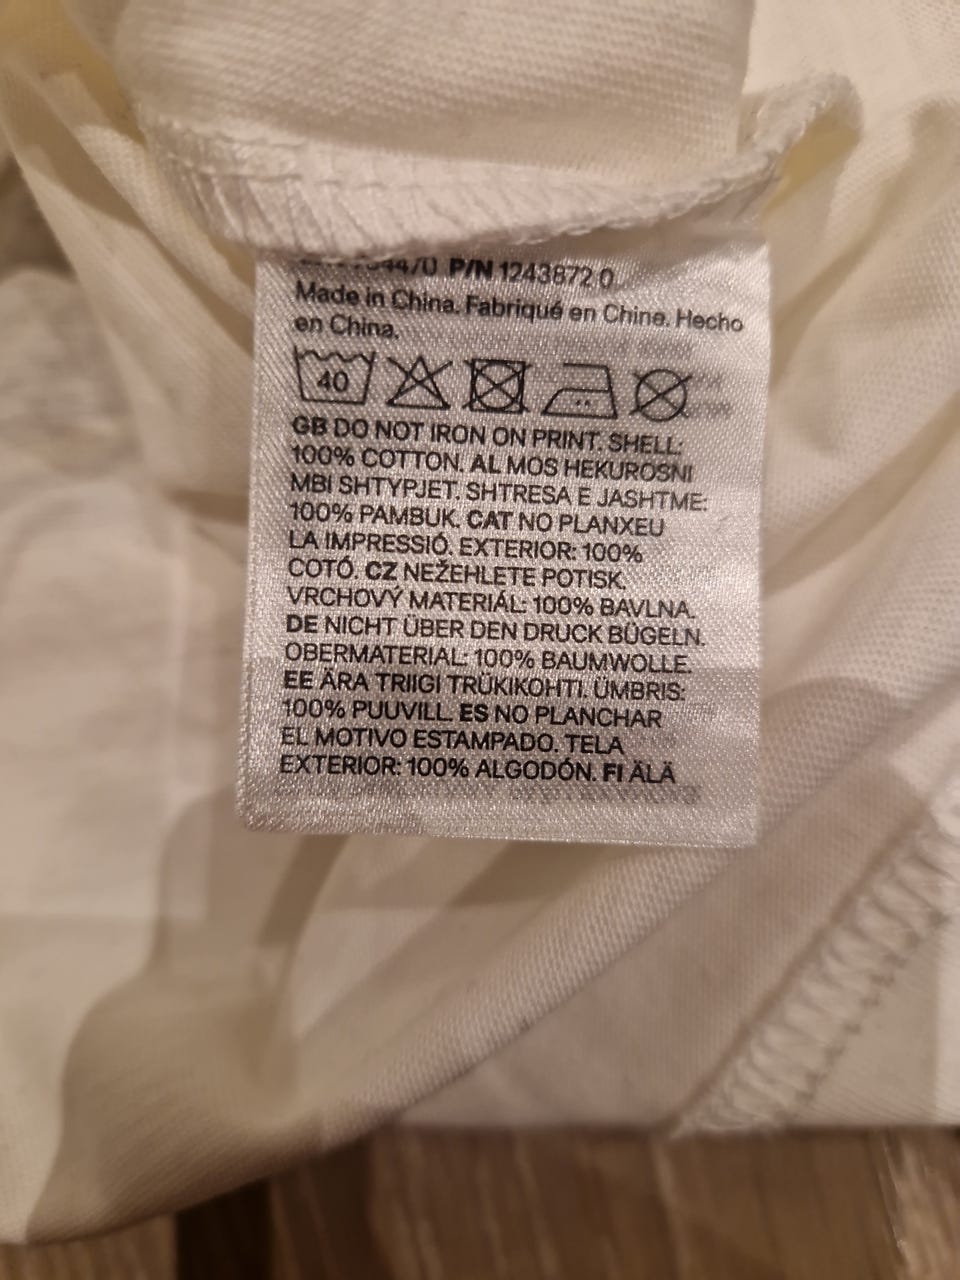 P/N 1243872.0
Made in China. Fabriqué en Chine. Hecho
en China.
40
GB DO NOT IRON ON PRINT. SHELL:
100% COTTON. AL MOS HEKUROSNI
MBI SHTYPJET. SHTRESA E JASHTME:
100% PAMBUK. CAT NO PLANXEU
LA IMPRESSIÓ. EXTERIOR: 100%
COTÓ. CZ NEŽEHLETE POTISK.
VRCHOVÝ MATERIÁL: 100% BAVLNA.
DE NICHT ÜBER DEN DRUCK BÜGELN.
OBERMATERIAL: 100% BAUMWOLLE.
EE ÄRA TRIIGI TRÜKIKOHTI. ÜMBRIS:
100% PUUVILL. ES NO PLANCHAR
EL MOTIVO ESTAMPADO. TELA
EXTERIOR: 100% ALGODÓN. FI ÄLÄ